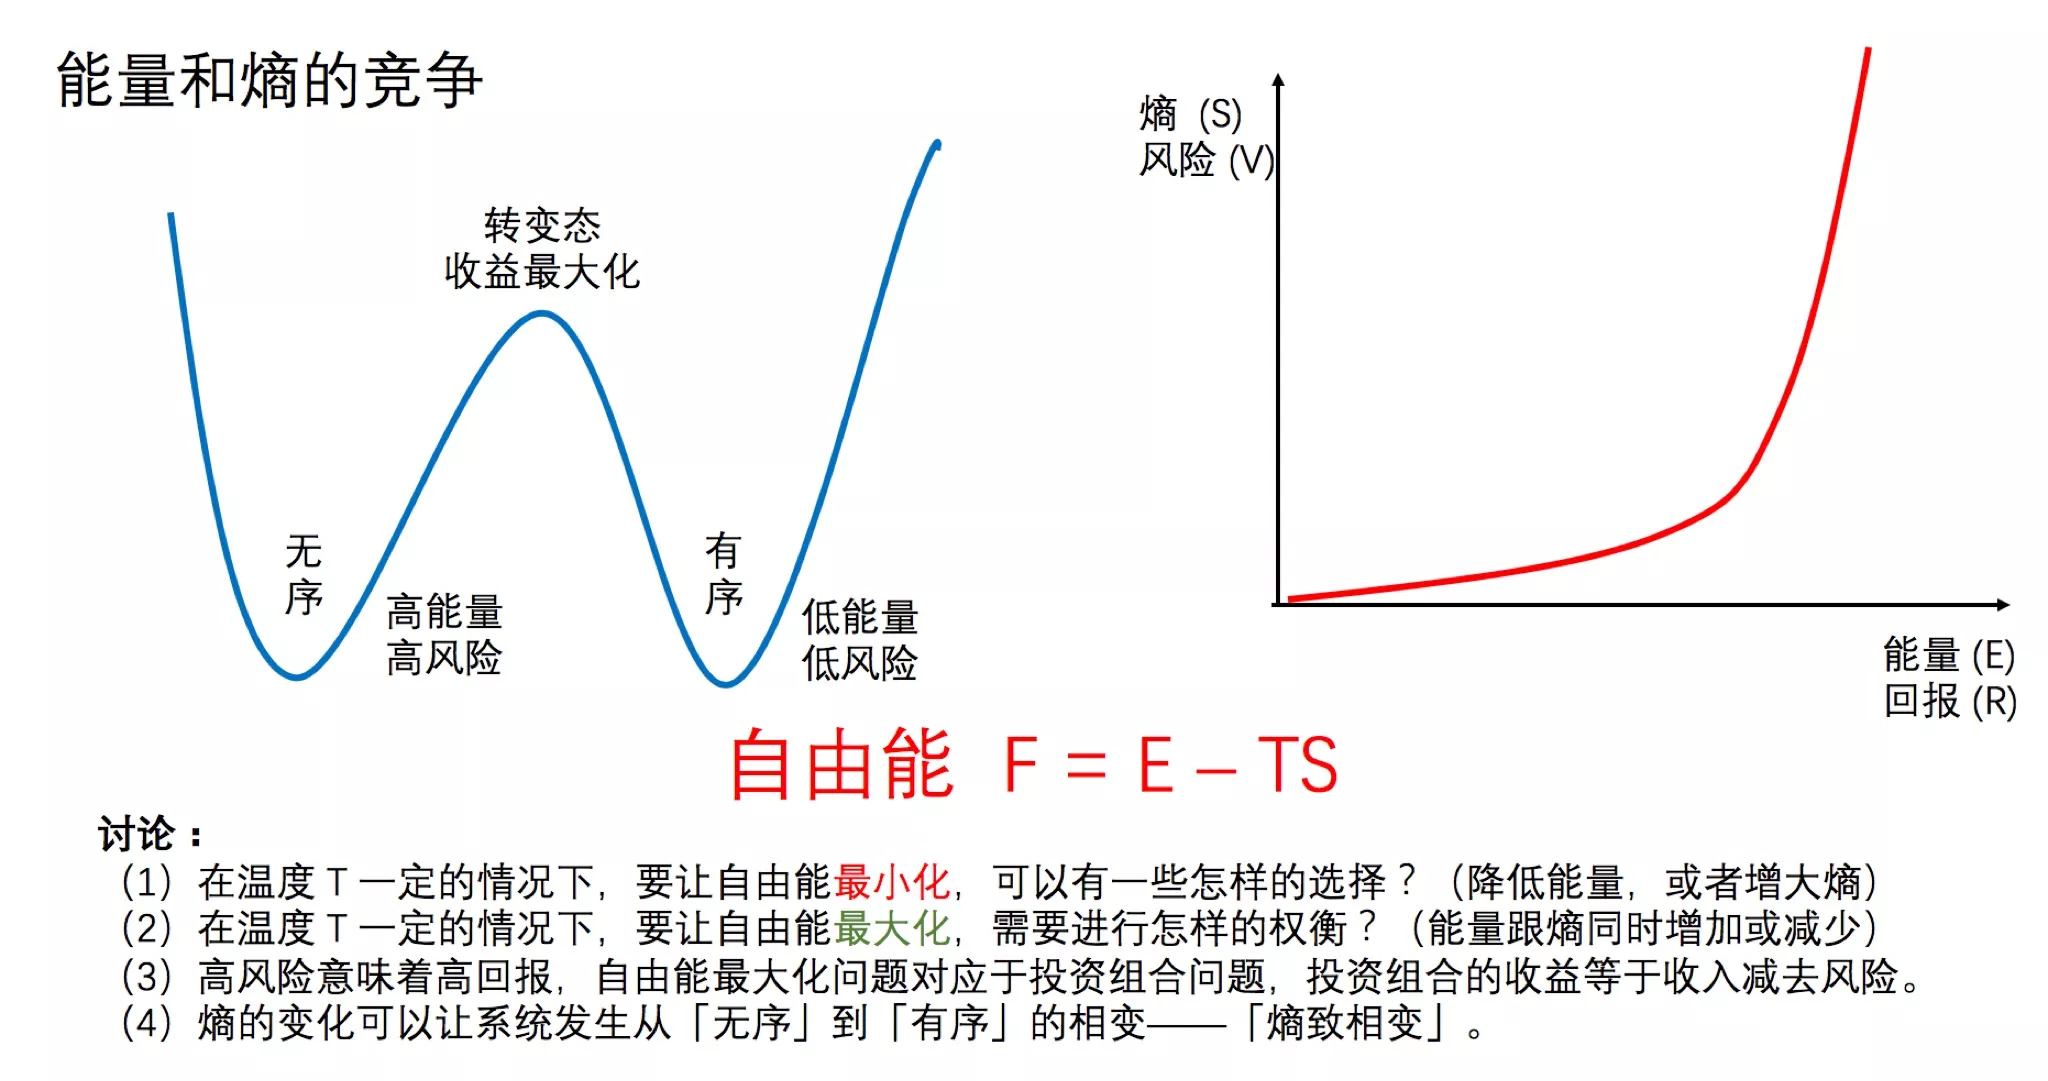 能量和熵的竞争
转变态
收益最大化
无
序
高能量
高风险
有
序
低能量
低风险
熵 (S)
风险 (V)
能量 (E)
回报 (R)
自由能 F = E – TS
讨论：
（1）在温度 T 一定的情况下，要让自由能最小化，可以有一些怎样的选择？（降低能量，或者增大熵）
（2）在温度 T 一定的情况下，要让自由能最大化，需要进行怎样的权衡？（能量跟熵同时增加或减少）
（3）高风险意味着高回报，自由能最大化问题对应于投资组合问题，投资组合的收益等于收入减去风险。
（4）熵的变化可以让系统发生从「无序」到「有序」的相变——「熵致相变」。